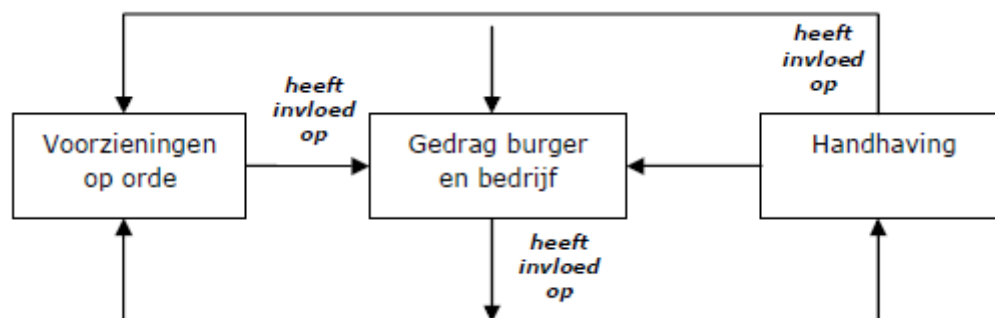 heeft
invloed
op
heeft
invloed
op
Voorzieningen
op orde
Gedrag burger
en bedrijf
Handhaving
heeft
invloed
op